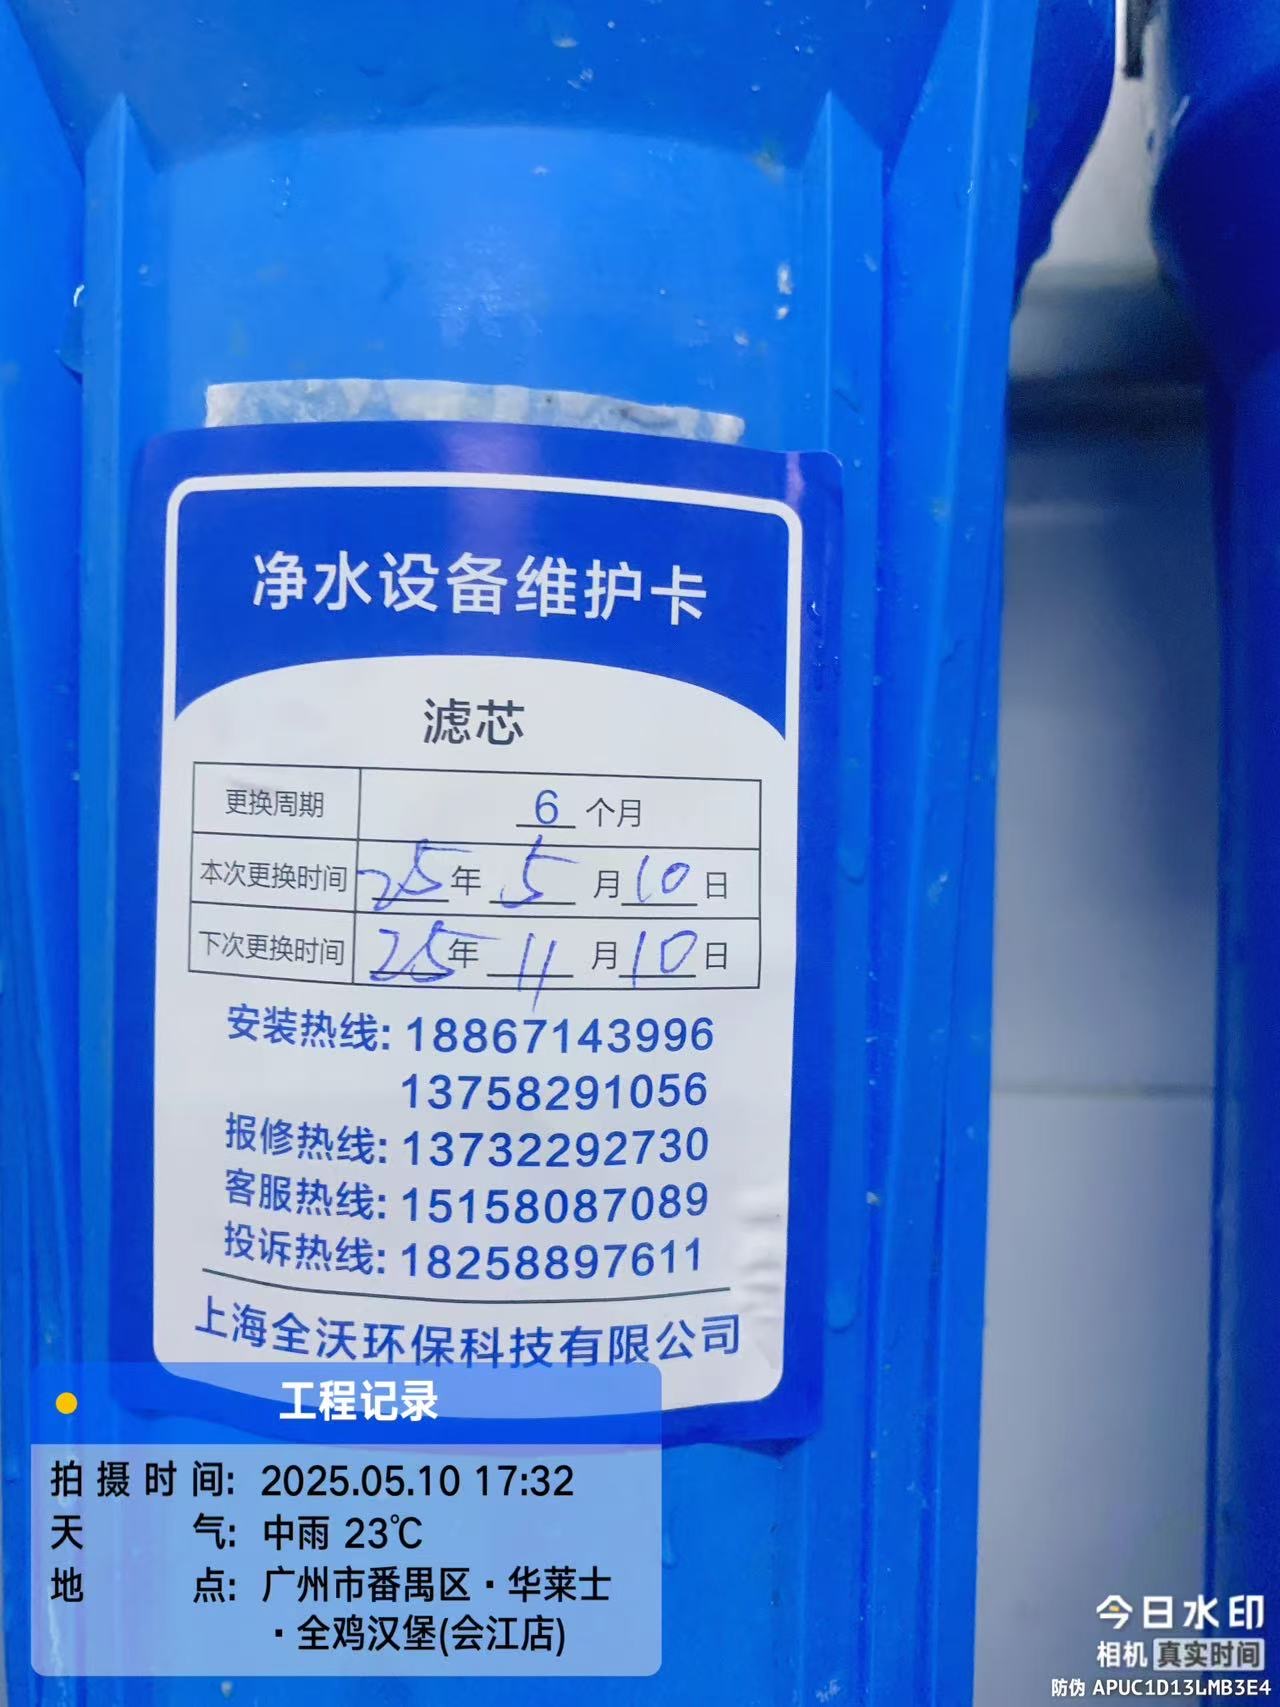 净水设备维护卡
滤芯
更换周期 6 个月
本次更换时间 25年 5 月 10 日
下次更换时间 25年 11 月 10 日
安装热线: 18867143996
13758291056
报修热线: 13732292730
客服热线: 15158087089
投诉热线: 18258897611
上海全沃环保科技有限公司
工程记录
拍摄时间: 2025.05.10 17:32
天气: 中雨 23℃
地点: 广州市番禺区·华莱士
·全鸡汉堡(会江店)
今日水印
相机 真实时间
防伪 APUC1D13LMB3E4